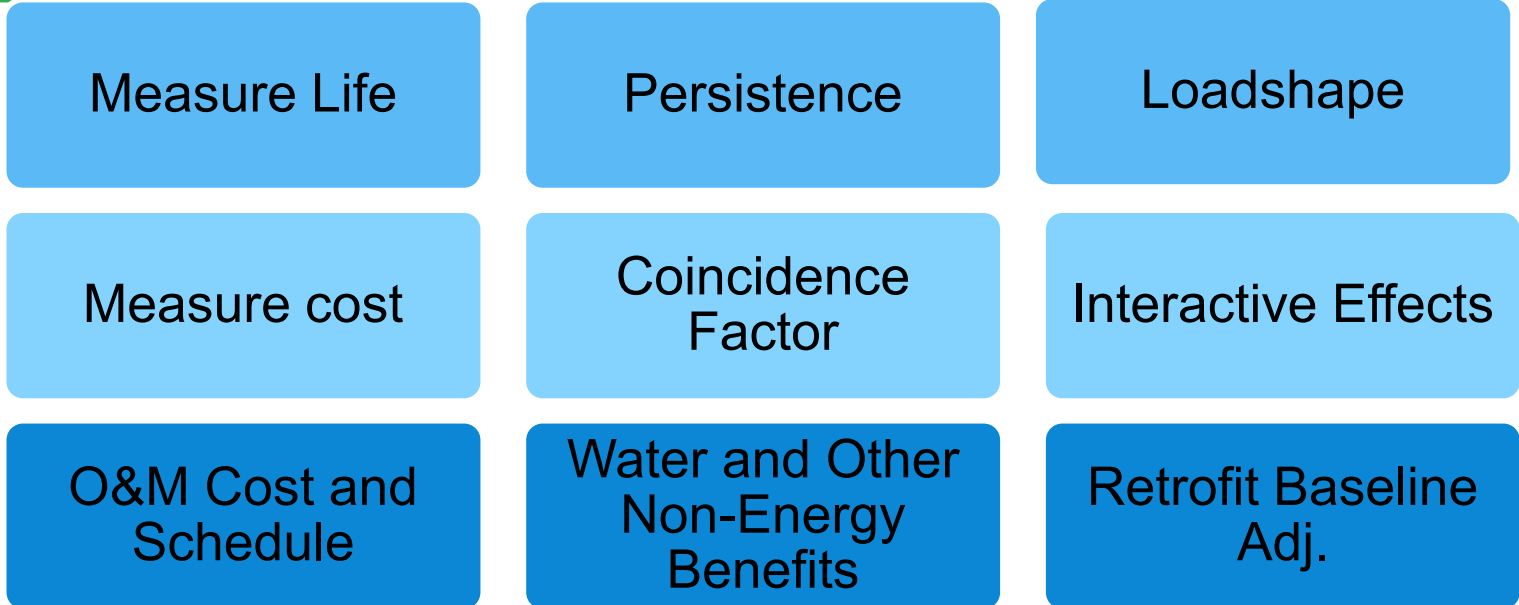 Measure Life
Persistence
Loadshape
Measure cost
Coincidence
Factor
Interactive Effects
O&M Cost and
Schedule
Water and Other
Non-Energy
Benefits
Retrofit Baseline
Adj.